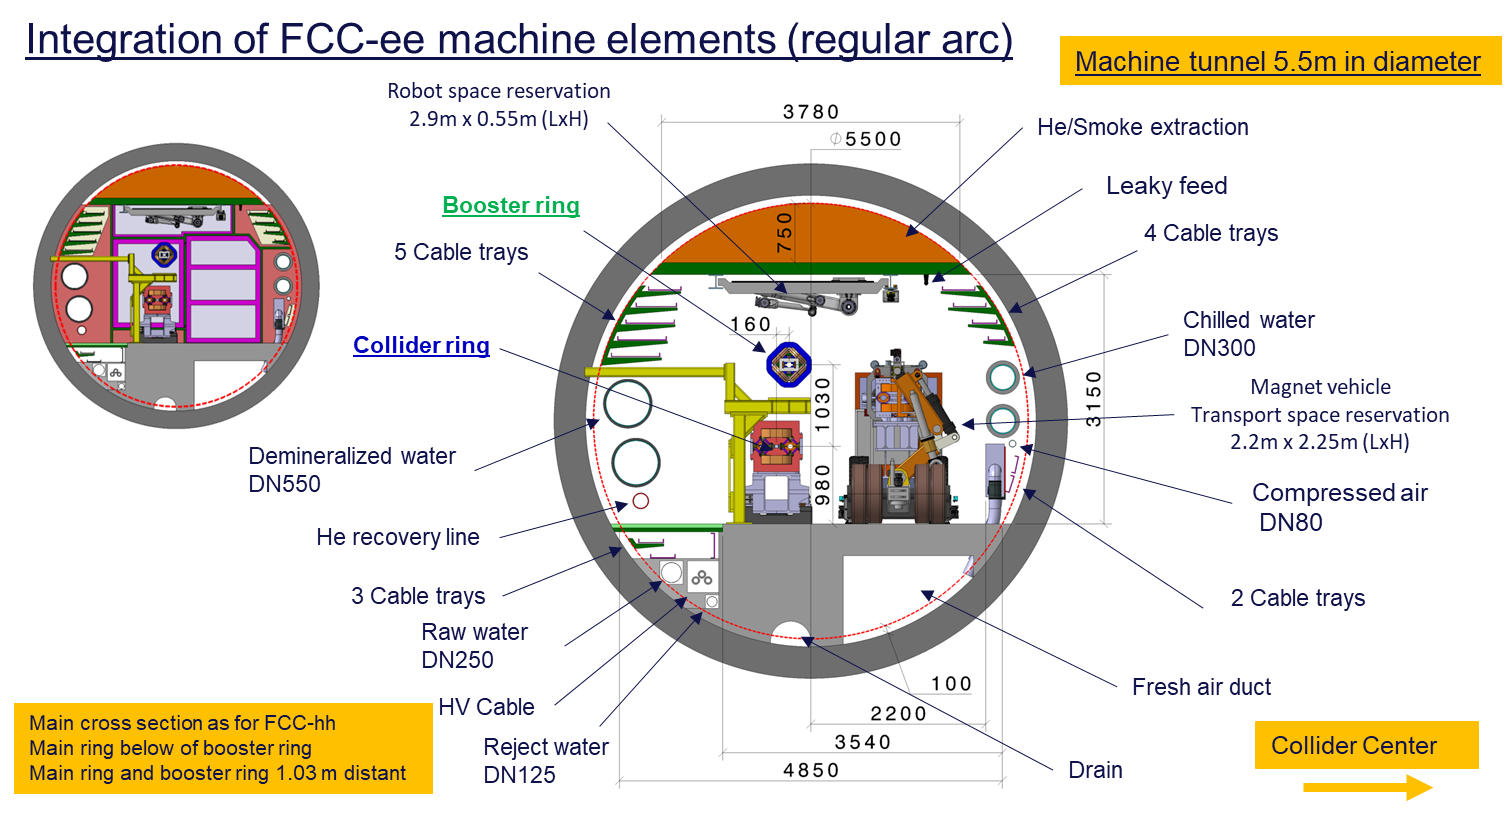 Integration of FCC-ee machine elements (regular arc)
Machine tunnel 5.5m in diameter
Robot space reservation
2.9m x 0.55m (LxH)
3780
∅5500
He/Smoke extraction
Leaky feed
Booster ring
750
5 Cable trays
4 Cable trays
160
Collider ring
Chilled water
DN300
1030
3150
Magnet vehicle
Transport space reservation
2.2m x 2.25m (LxH)
Demineralized water
DN550
980
Compressed air
DN80
He recovery line
3 Cable trays
2 Cable trays
Raw water
DN250
100
Fresh air duct
HV Cable
2200
Reject water
DN125
3540
4850
Drain
Main cross section as for FCC-hh
Main ring below of booster ring
Main ring and booster ring 1.03 m distant
Collider Center